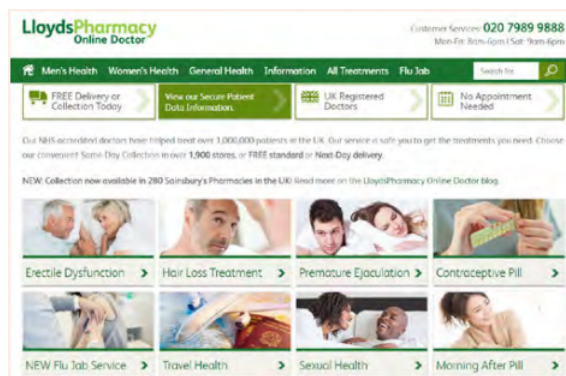 LloydsPharmacy
Online Doctor
Customer Services: 020 7989 9888
Mon-Fri: 8am-6pm | Sat: 9am-6pm
Men's Health Women's Health General Health Information All Treatments Flu Jab Search for...
FREE Delivery or
Collection Today
View our Secure Patient
Data Information.
UK Registered
Doctors
No Appointment
Needed
Our NHS accredited doctors have helped treat over 1,000,000 patients in the UK. Our service is safe you to get the treatments you need. Choose
our convenient Same Day Collection in over 1,900 stores, or FREE standard or Next-Day delivery.
NEW: Collection now available in 280 Sainsbury's Pharmacies in the UK! Read more on the LloydsPharmacy Online Doctor blog.
Erectile Dysfunction
Hair Loss Treatment
Premature Ejaculation
Contraceptive Pill
NEW Flu Jab Service
Travel Health
Sexual Health
Morning After Pill